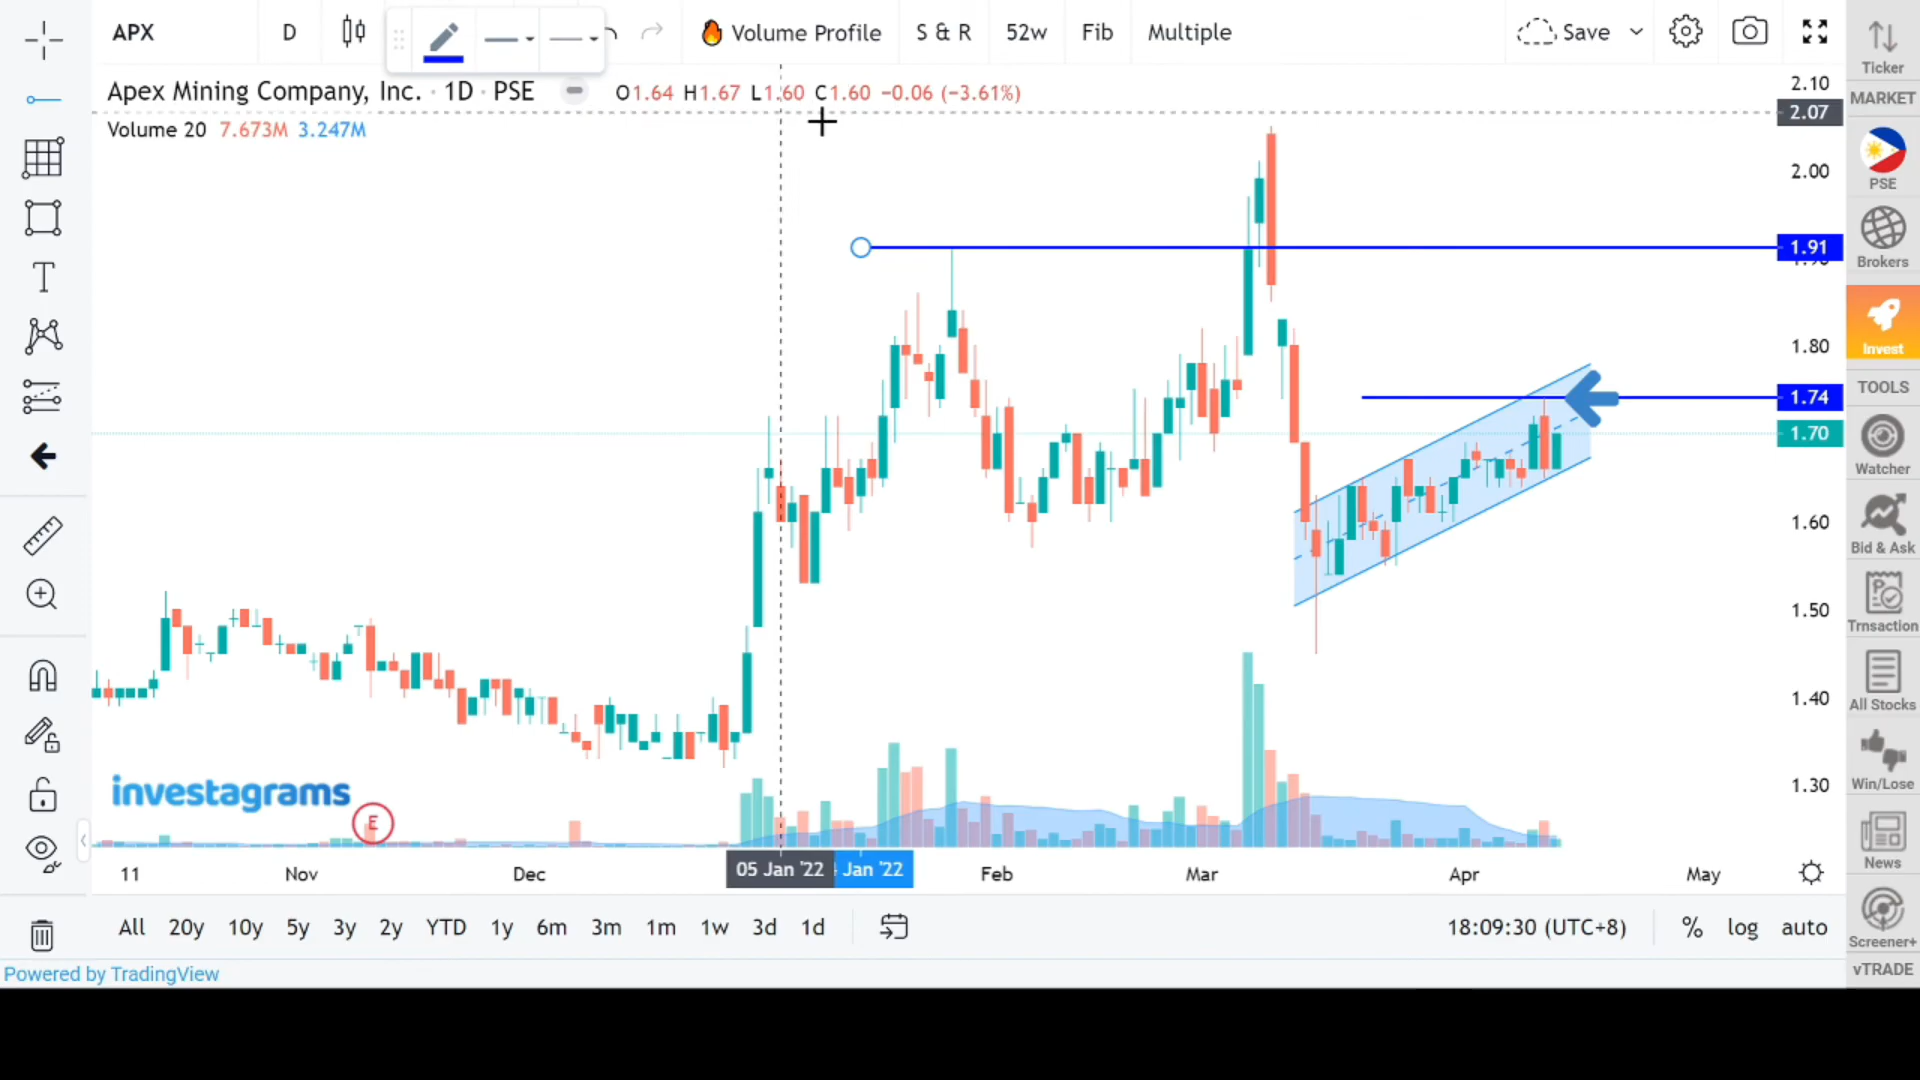 APX D Volume Profile S & R 52w Fib Multiple Save
Ticker
Apex Mining Company, Inc. · 1D · PSE O1.64 H1.67 L1.60 C1.60 −0.06 (−3.61%)
Volume 20 7.673M 3.247M
2.10
2.07
2.00
1.91
1.80
1.74
1.70
1.60
1.50
1.40
1.30
MARKET
PSE
Brokers
Invest
TOOLS
Watcher
Bid & Ask
Trnsaction
All Stocks
Win/Lose
News
Screener+
vTRADE
investagrams
E
11 Nov Dec 05 Jan '22 Jan '22 Feb Mar Apr May
All 20y 10y 5y 3y 2y YTD 1y 6m 3m 1m 1w 3d 1d 18:09:30 (UTC+8) % log auto
Powered by TradingView